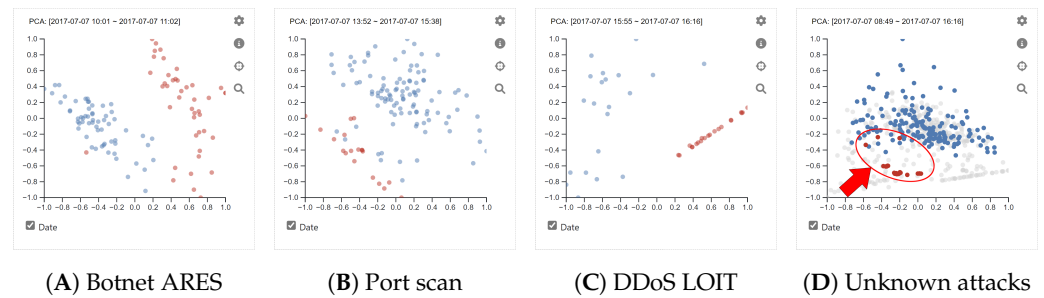 PCA: [2017-07-07 10:01 ~ 2017-07-07 11:02]
1.0
0.8
0.6
0.4
0.2
0.0
−0.2
−0.4
−0.6
−0.8
−1.0
−1.0 −0.8 −0.6 −0.4 −0.2 0.0 0.2 0.4 0.6 0.8 1.0
Date
(A) Botnet ARES
PCA: [2017-07-07 13:52 ~ 2017-07-07 15:38]
1.0
0.8
0.6
0.4
0.2
0.0
−0.2
−0.4
−0.6
−0.8
−1.0
−1.0 −0.8 −0.6 −0.4 −0.2 0.0 0.2 0.4 0.6 0.8 1.0
Date
(B) Port scan
PCA: [2017-07-07 15:55 ~ 2017-07-07 16:16]
1.0
0.8
0.6
0.4
0.2
0.0
−0.2
−0.4
−0.6
−0.8
−1.0
−1.0 −0.8 −0.6 −0.4 −0.2 0.0 0.2 0.4 0.6 0.8 1.0
Date
(C) DDoS LOIT
PCA: [2017-07-07 08:49 ~ 2017-07-07 16:16]
1.0
0.8
0.6
0.4
0.2
0.0
−0.2
−0.4
−0.6
−0.8
−1.0
−1.0 −0.8 −0.6 −0.4 −0.2 0.0 0.2 0.4 0.6 0.8 1.0
Date
(D) Unknown attacks